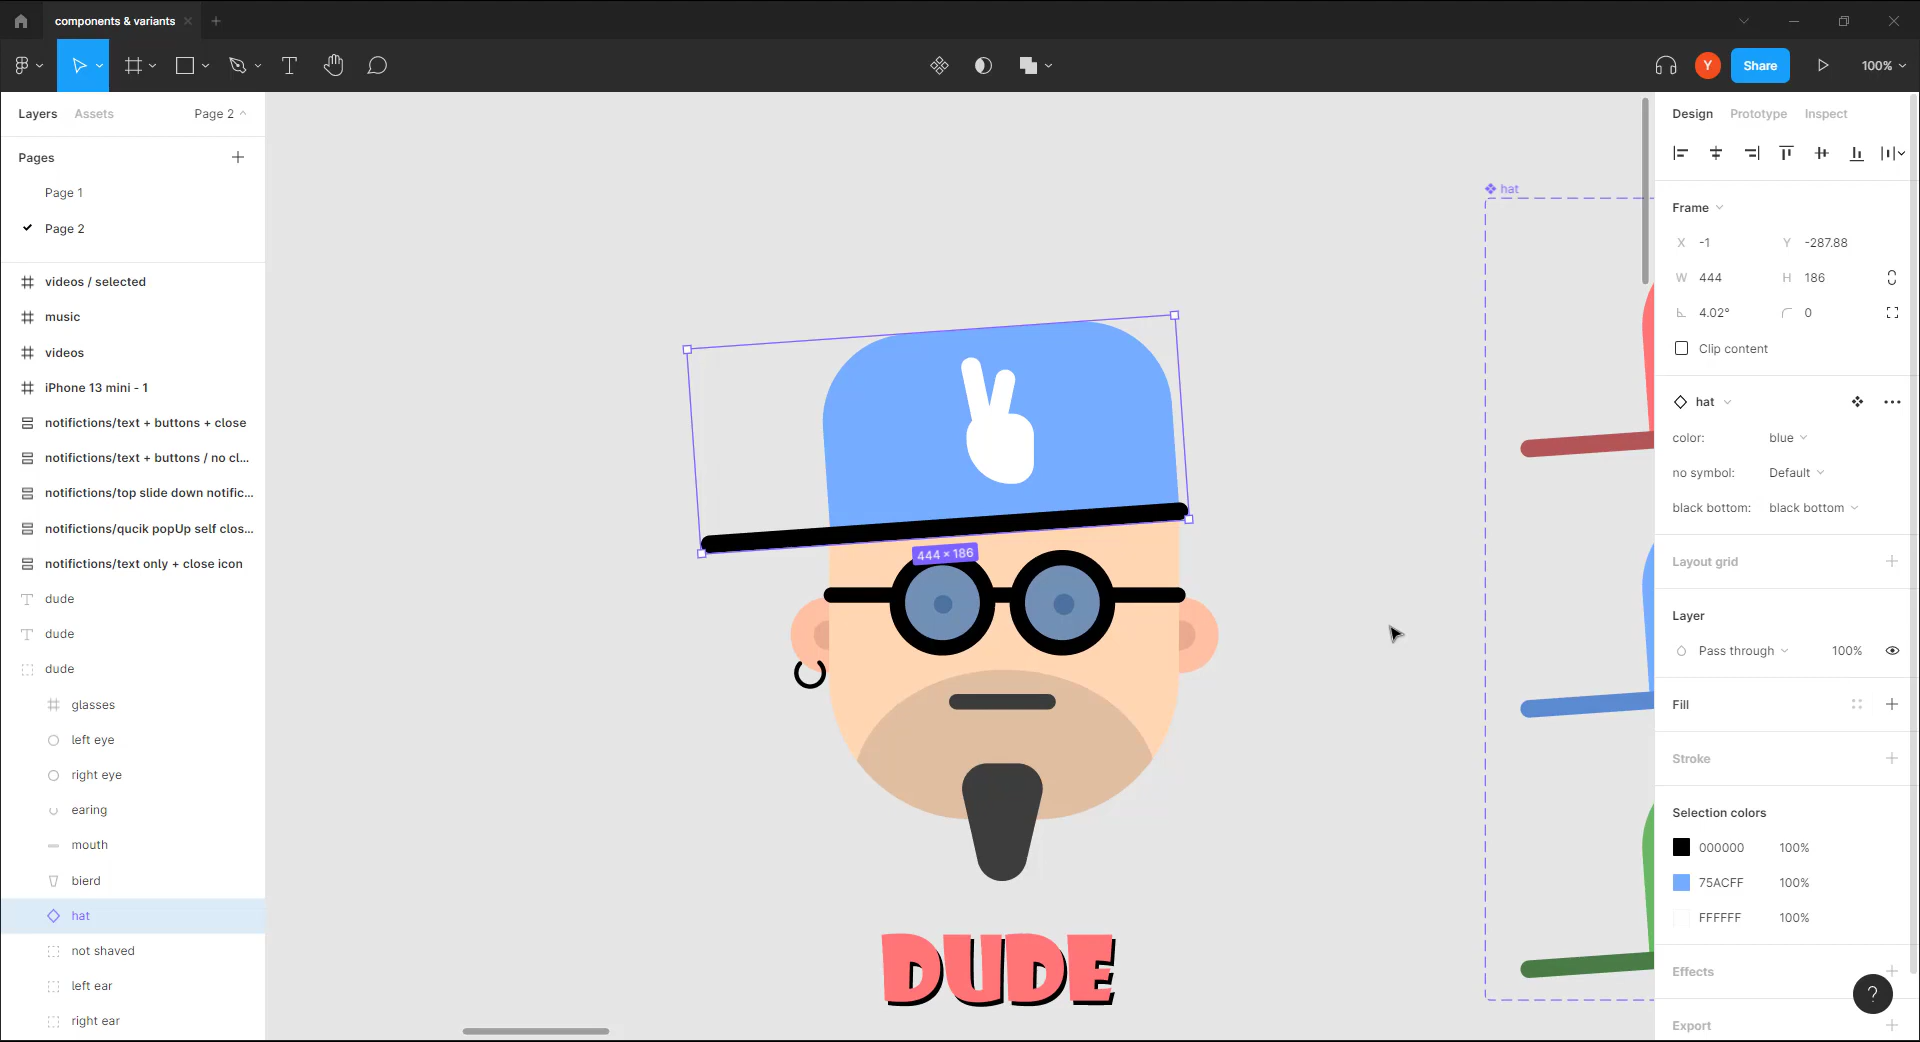 components & variants
Y
Share
100%
Layers
Assets
Page 2
Design
Prototype
Inspect
Pages
Page 1
Page 2
videos / selected
music
videos
iPhone 13 mini - 1
notifictions/text + buttons + close
notifictions/text + buttons / no cl...
notifictions/top slide down notific...
notifictions/qucik popUp self clos...
notifictions/text only + close icon
dude
dude
dude
glasses
left eye
right eye
earing
mouth
bierd
hat
not shaved
left ear
right ear
444 × 186
DUDE
hat
Frame
X -1 Y -287.88
W 444 H 186
4.02° 0
Clip content
hat
color: blue
no symbol: Default
black bottom: black bottom
Layout grid
Layer
Pass through 100%
Fill
Stroke
Selection colors
000000 100%
75ACFF 100%
FFFFFF 100%
Effects
?
Export